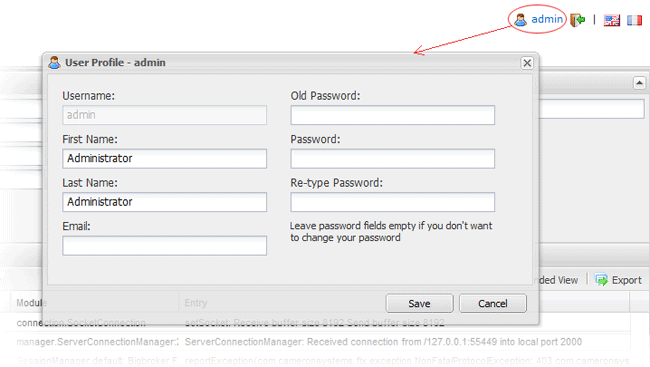 admin
User Profile - admin
Username:
admin
First Name:
Administrator
Last Name:
Administrator
Email:
Old Password:
Password:
Re-type Password:
Leave password fields empty if you don't want
to change your password
nded View
Export
Save
Cancel
Module
Entry
connection.SocketConnection
setSocket: Receive buffer size 8192 Send buffer size 8192
manager.ServerConnectionManager:2
ServerConnectionManager: Received connection from /127.0.0.1:55449 into local port 2000
SessionManager.default: Bigbroker
reportException(com.cameronsystems.fix.exception.NonFatalProtocolException: 403 com.cameronsys